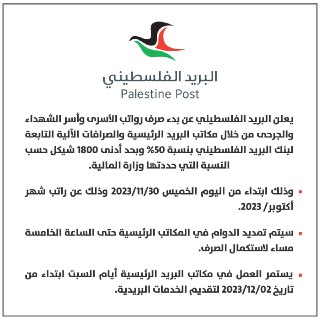 البريد الفلسطيني
Palestine Post
يعلن البريد الفلسطيني عن بدء صرف رواتب الأسرى وأسر الشهداء
والجرحى من خلال مكاتب البريد الرئيسية والصرافات الآلية التابعة
لبنك البريد الفلسطيني بنسبة 50% وبحد أدنى 1800 شيكل حسب
النسبة التي حددتها وزارة المالية.
وذلك ابتداء من اليوم الخميس 2023/11/30 وذلك عن راتب شهر
أكتوبر/ 2023.
سيتم تمديد الدوام في المكاتب الرئيسية حتى الساعة الخامسة
مساء لاستكمال الصرف.
يستمر العمل في مكاتب البريد الرئيسية أيام السبت ابتداء من
تاريخ 2023/12/02 لتقديم الخدمات البريدية.